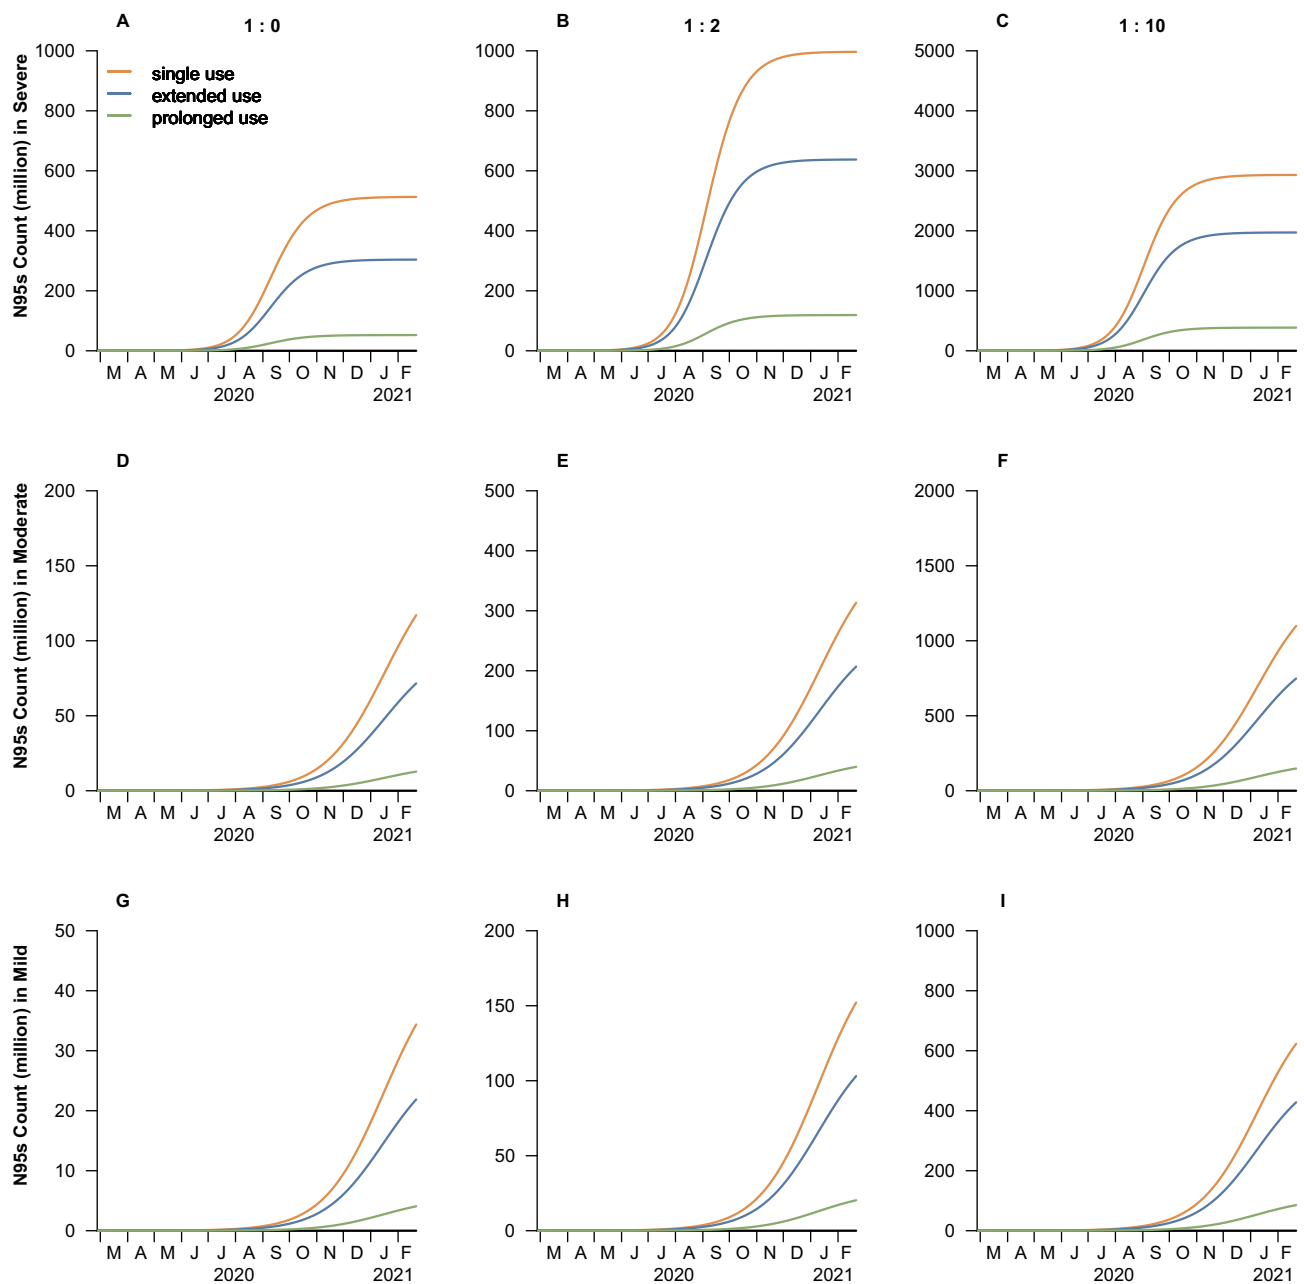 A
1 : 0
B
1 : 2
C
1 : 10
N95s Count (million) in Severe
1000
800
600
400
200
0
single use
extended use
prolonged use
M A M J J A S O N D J F
2020 2021
1000
800
600
400
200
0
M A M J J A S O N D J F
2020 2021
5000
4000
3000
2000
1000
0
M A M J J A S O N D J F
2020 2021
D
N95s Count (million) in Moderate
200
150
100
50
0
M A M J J A S O N D J F
2020 2021
E
500
400
300
200
100
0
M A M J J A S O N D J F
2020 2021
F
2000
1500
1000
500
0
M A M J J A S O N D J F
2020 2021
G
N95s Count (million) in Mild
50
40
30
20
10
0
M A M J J A S O N D J F
2020 2021
H
200
150
100
50
0
M A M J J A S O N D J F
2020 2021
I
1000
800
600
400
200
0
M A M J J A S O N D J F
2020 2021